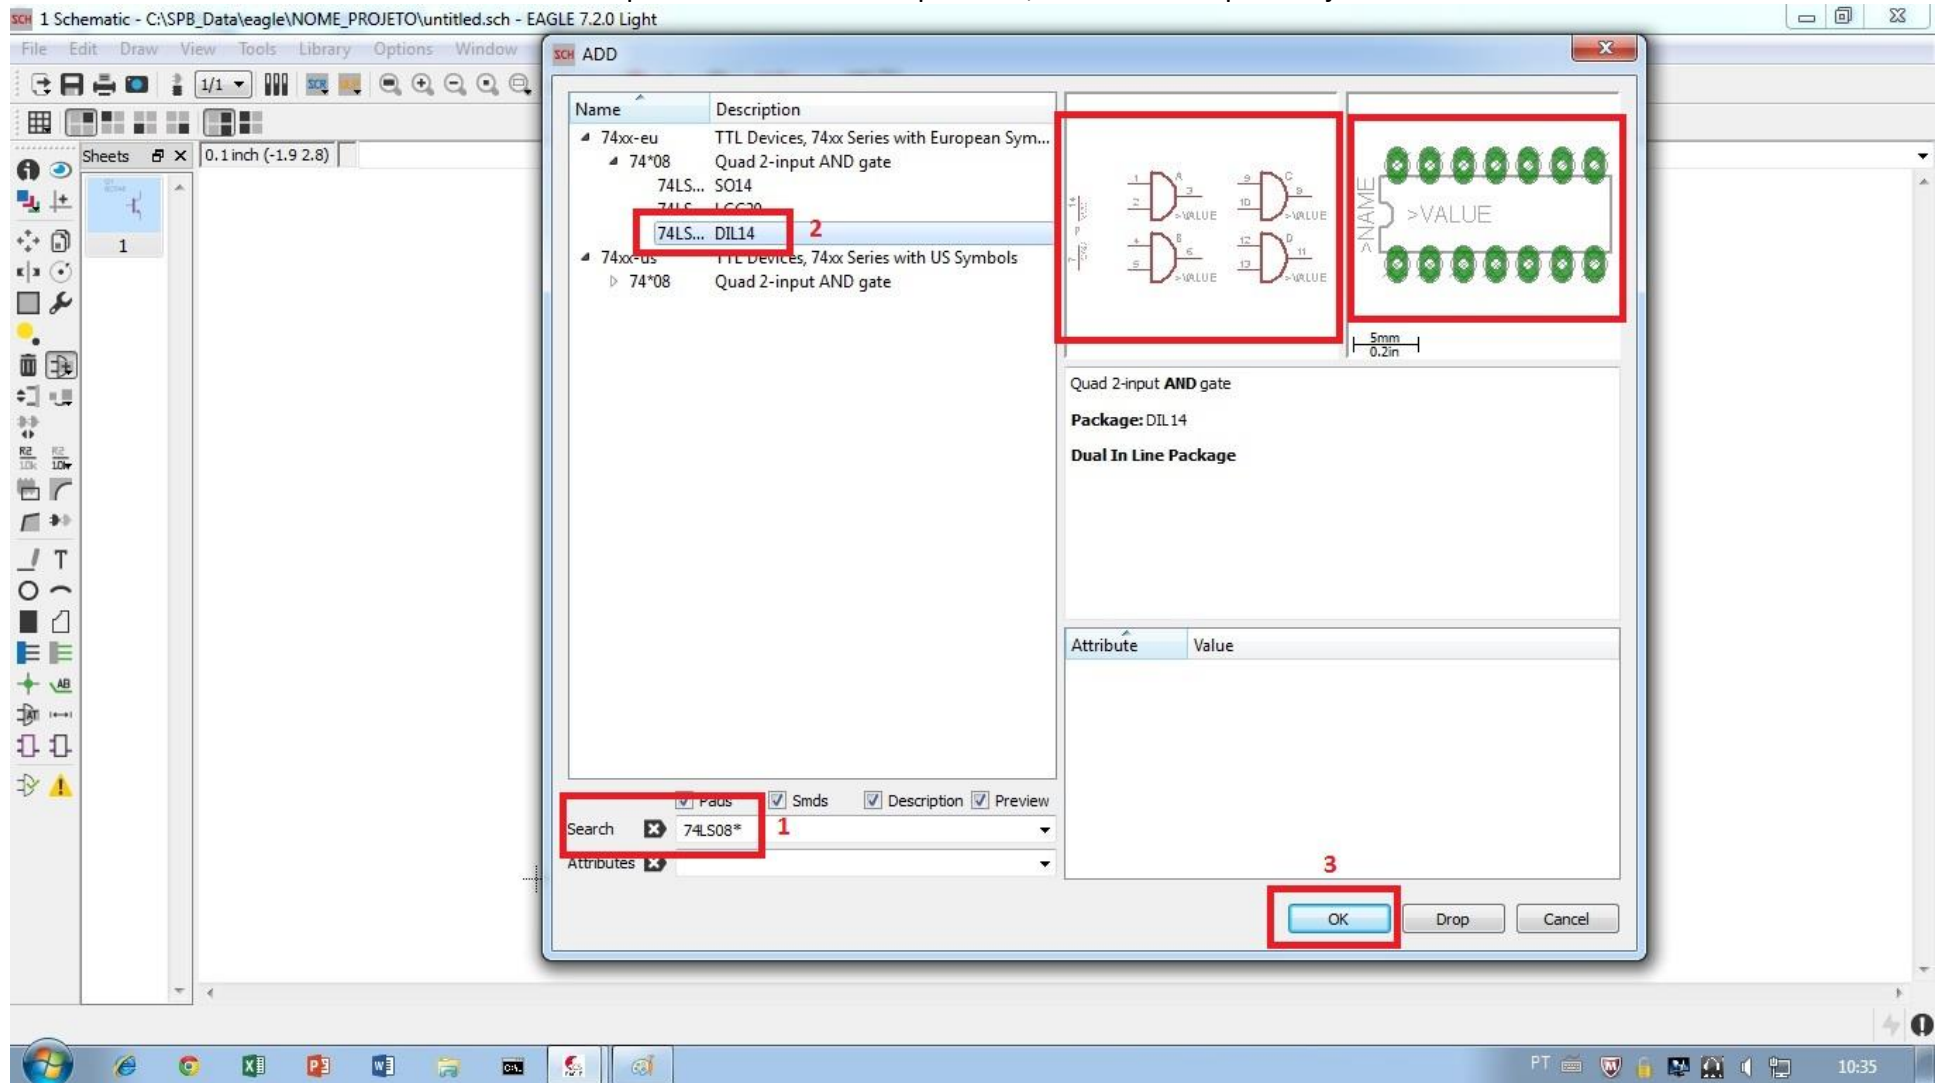 1 Schematic - C:\SPB_Data\eagle\NOME_PROJETO\untitled.sch - EAGLE 7.2.0 Light
File Edit Draw View Tools Library Options Window
ADD
1/1
Name Description
74xx-eu TTL Devices, 74xx Series with European Sym...
74*08 Quad 2-input AND gate
74LS... SO14
74LS... DIL14 2
74xx-us TTL Devices, 74xx Series with US Symbols
74*08 Quad 2-input AND gate
Sheets 0.1 inch (-1.9 2.8)
1
>NAME >VALUE
5mm
0.2in
Quad 2-input AND gate
Package: DIL14
Dual In Line Package
Attribute Value
Pads Smds Description Preview
Search 74LS08* 1
Attributes
3
OK Drop Cancel
PT 10:35